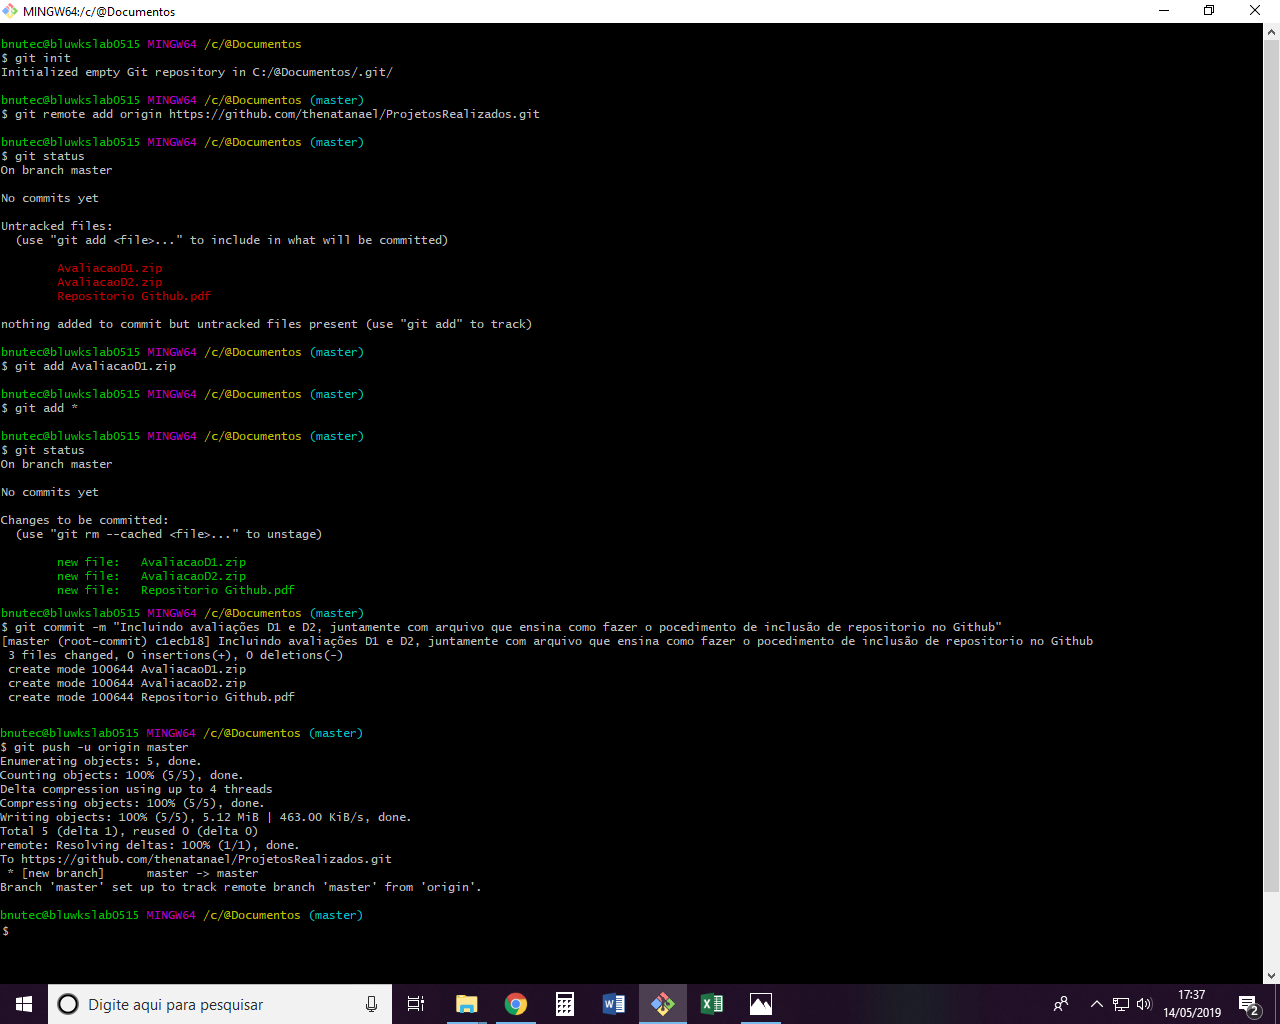 MINGW64:/c/@Documentos
bnutec@bluwkslab0515 MINGW64 /c/@Documentos
$ git init
Initialized empty Git repository in C:/@Documentos/.git/
bnutec@bluwkslab0515 MINGW64 /c/@Documentos (master)
$ git remote add origin https://github.com/thenatanael/ProjetosRealizados.git
bnutec@bluwkslab0515 MINGW64 /c/@Documentos (master)
$ git status
On branch master
No commits yet
Untracked files:
(use "git add <file>..." to include in what will be committed)
AvaliacaoD1.zip
AvaliacaoD2.zip
Repositorio Github.pdf
nothing added to commit but untracked files present (use "git add" to track)
bnutec@bluwkslab0515 MINGW64 /c/@Documentos (master)
$ git add AvaliacaoD1.zip
bnutec@bluwkslab0515 MINGW64 /c/@Documentos (master)
$ git add *
bnutec@bluwkslab0515 MINGW64 /c/@Documentos (master)
$ git status
On branch master
No commits yet
Changes to be committed:
(use "git rm --cached <file>..." to unstage)
new file:   AvaliacaoD1.zip
new file:   AvaliacaoD2.zip
new file:   Repositorio Github.pdf
bnutec@bluwkslab0515 MINGW64 /c/@Documentos (master)
$ git commit -m "Incluindo avaliações D1 e D2, juntamente com arquivo que ensina como fazer o pocedimento de inclusão de repositorio no Github"
[master (root-commit) c1ecb18] Incluindo avaliações D1 e D2, juntamente com arquivo que ensina como fazer o pocedimento de inclusão de repositorio no Github
3 files changed, 0 insertions(+), 0 deletions(-)
create mode 100644 AvaliacaoD1.zip
create mode 100644 AvaliacaoD2.zip
create mode 100644 Repositorio Github.pdf
bnutec@bluwkslab0515 MINGW64 /c/@Documentos (master)
$ git push -u origin master
Enumerating objects: 5, done.
Counting objects: 100% (5/5), done.
Delta compression using up to 4 threads
Compressing objects: 100% (5/5), done.
Writing objects: 100% (5/5), 5.12 MiB | 463.00 KiB/s, done.
Total 5 (delta 1), reused 0 (delta 0)
remote: Resolving deltas: 100% (1/1), done.
To https://github.com/thenatanael/ProjetosRealizados.git
* [new branch]      master -> master
Branch 'master' set up to track remote branch 'master' from 'origin'.
bnutec@bluwkslab0515 MINGW64 /c/@Documentos (master)
$
Digite aqui para pesquisar
17:37
14/05/2019
2